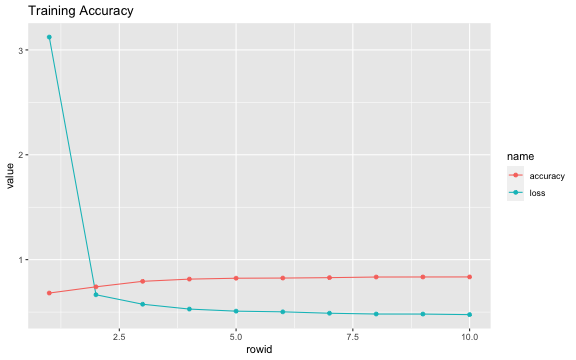 Training Accuracy
value
3
2
1
2.5
5.0
7.5
10.0
rowid
name
accuracy
loss